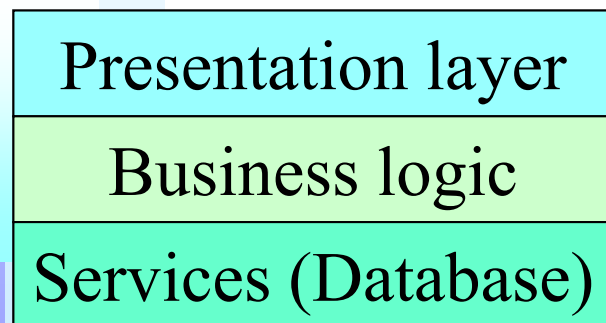 Presentation layer
Business logic
Services (Database)